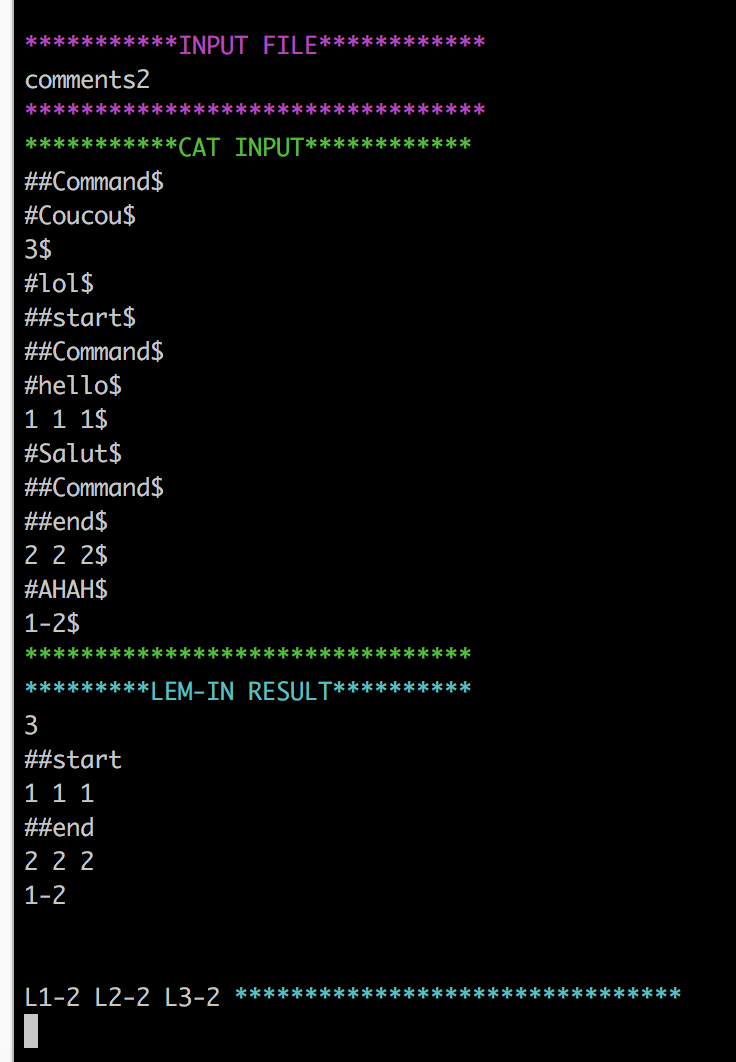 ***********INPUT FILE************
comments2
*********************************
***********CAT INPUT************
##Command$
#Coucou$
3$
#lol$
##start$
##Command$
#hello$
1 1 1$
#Salut$
##Command$
##end$
2 2 2$
#AHAH$
1-2$
********************************
*********LEM-IN RESULT**********
3
##start
1 1 1
##end
2 2 2
1-2
L1-2 L2-2 L3-2 ********************************